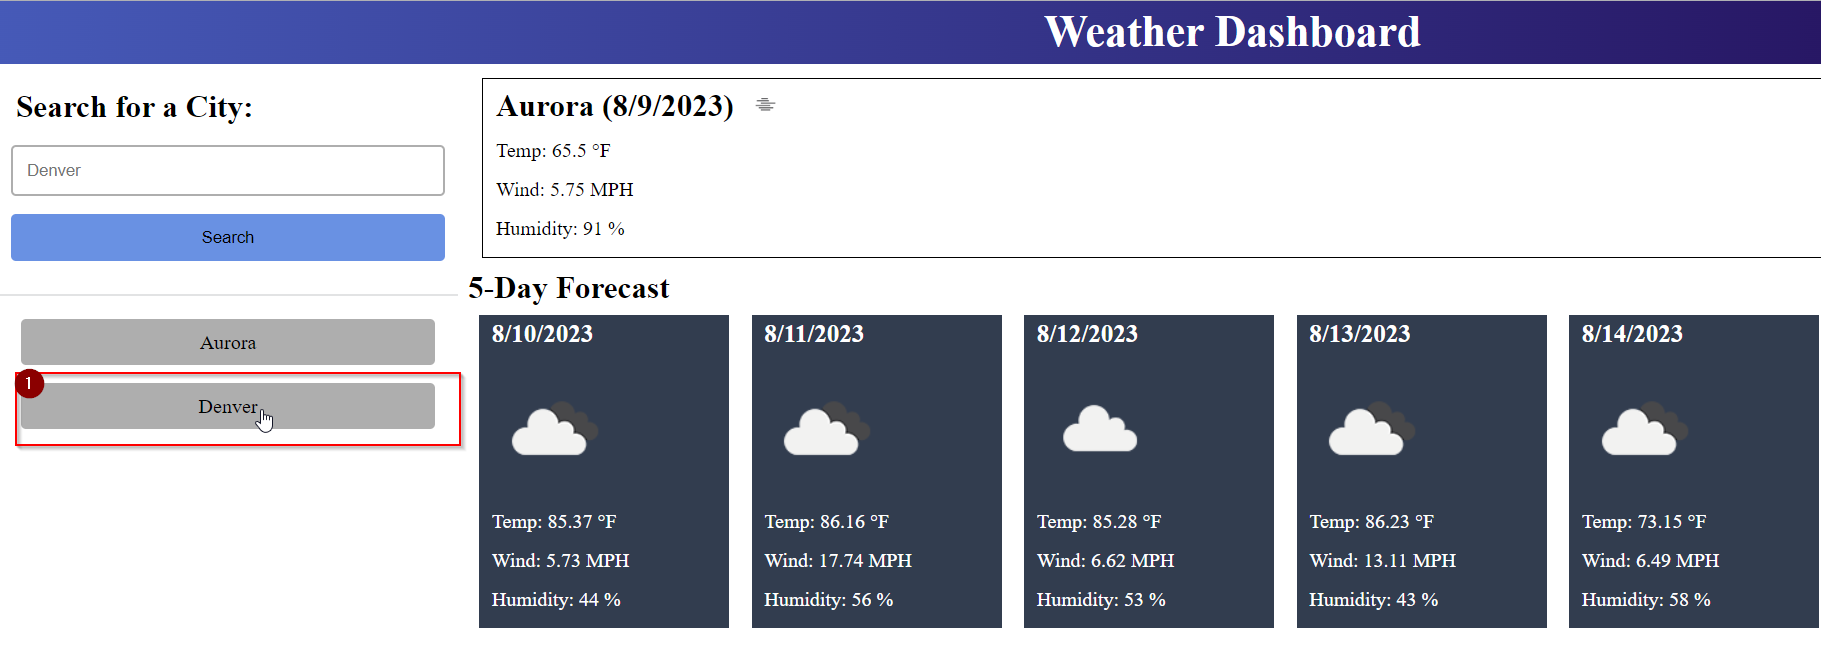 Weather Dashboard
Search for a City:
Denver
Search
Aurora
1
Denver
Aurora (8/9/2023)
Temp: 65.5 °F
Wind: 5.75 MPH
Humidity: 91 %
5-Day Forecast
8/10/2023
Temp: 85.37 °F
Wind: 5.73 MPH
Humidity: 44 %
8/11/2023
Temp: 86.16 °F
Wind: 17.74 MPH
Humidity: 56 %
8/12/2023
Temp: 85.28 °F
Wind: 6.62 MPH
Humidity: 53 %
8/13/2023
Temp: 86.23 °F
Wind: 13.11 MPH
Humidity: 43 %
8/14/2023
Temp: 73.15 °F
Wind: 6.49 MPH
Humidity: 58 %